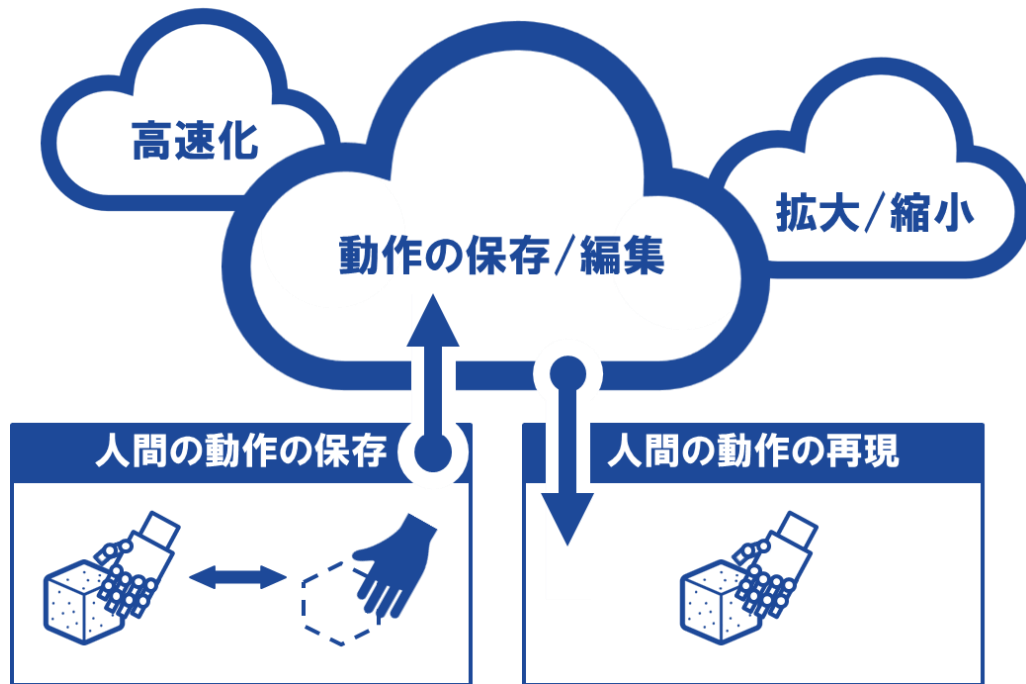 高速化
拡大/縮小
動作の保存/編集
人間の動作の保存
人間の動作の再現